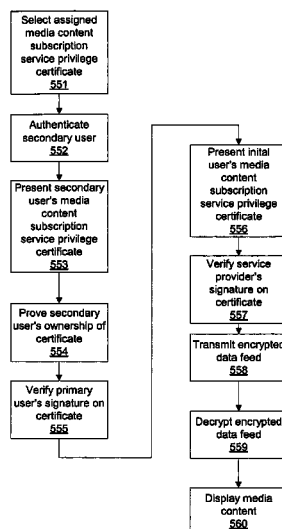 Select assigned
media content
subscription
service privilege
certificate
551
Authenticate
secondary user
552
Present secondary
user's media
content
subscription
service privilege
certificate
553
Prove secondary
user's ownership of
certificate
554
Verify primary
user's signature on
certificate
555
Present inital
user's media
content
subscription
service privilege
certificate
556
Verify service
provider's
signature on
certificate
557
Transmit encrypted
data feed
558
Decrypt encrypted
data feed
559
Display media
content
560